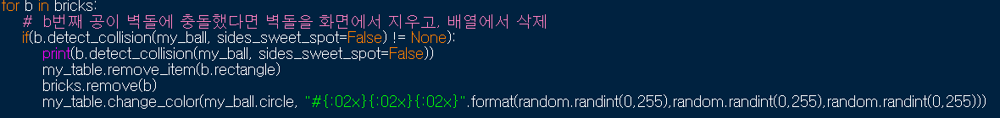 for b in bricks:
# b번째 공이 벽돌에 충돌했다면 벽돌을 화면에서 지우고, 배열에서 삭제
if(b.detect_collision(my_ball, sides_sweet_spot=False) != None):
print(b.detect_collision(my_ball, sides_sweet_spot=False))
my_table.remove_item(b.rectangle)
bricks.remove(b)
my_table.change_color(my_ball.circle, "#{:02x}{:02x}{:02x}".format(random.randint(0,255),random.randint(0,255),random.randint(0,255)))